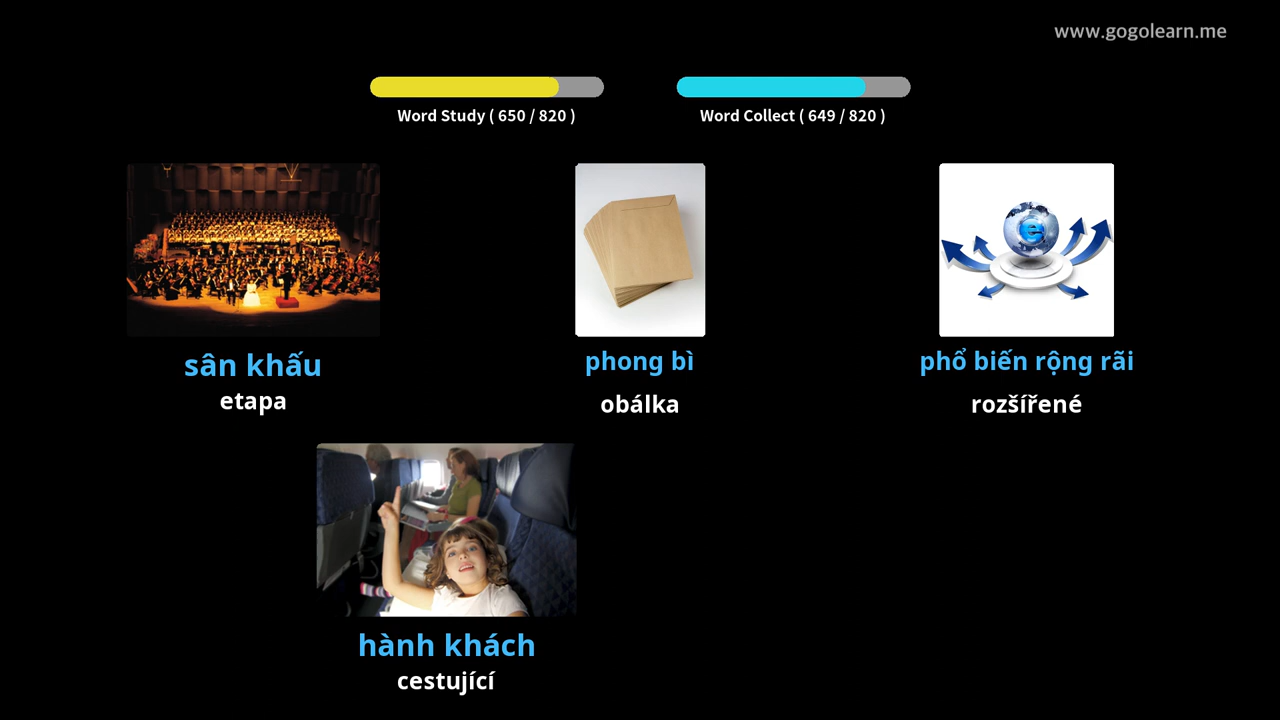 www.gogolearn.me
Word Study ( 650 / 820 )
Word Collect ( 649 / 820 )
sân khấu
etapa
phong bì
obálka
phổ biến rộng rãi
rozšířené
e
hành khách
cestující